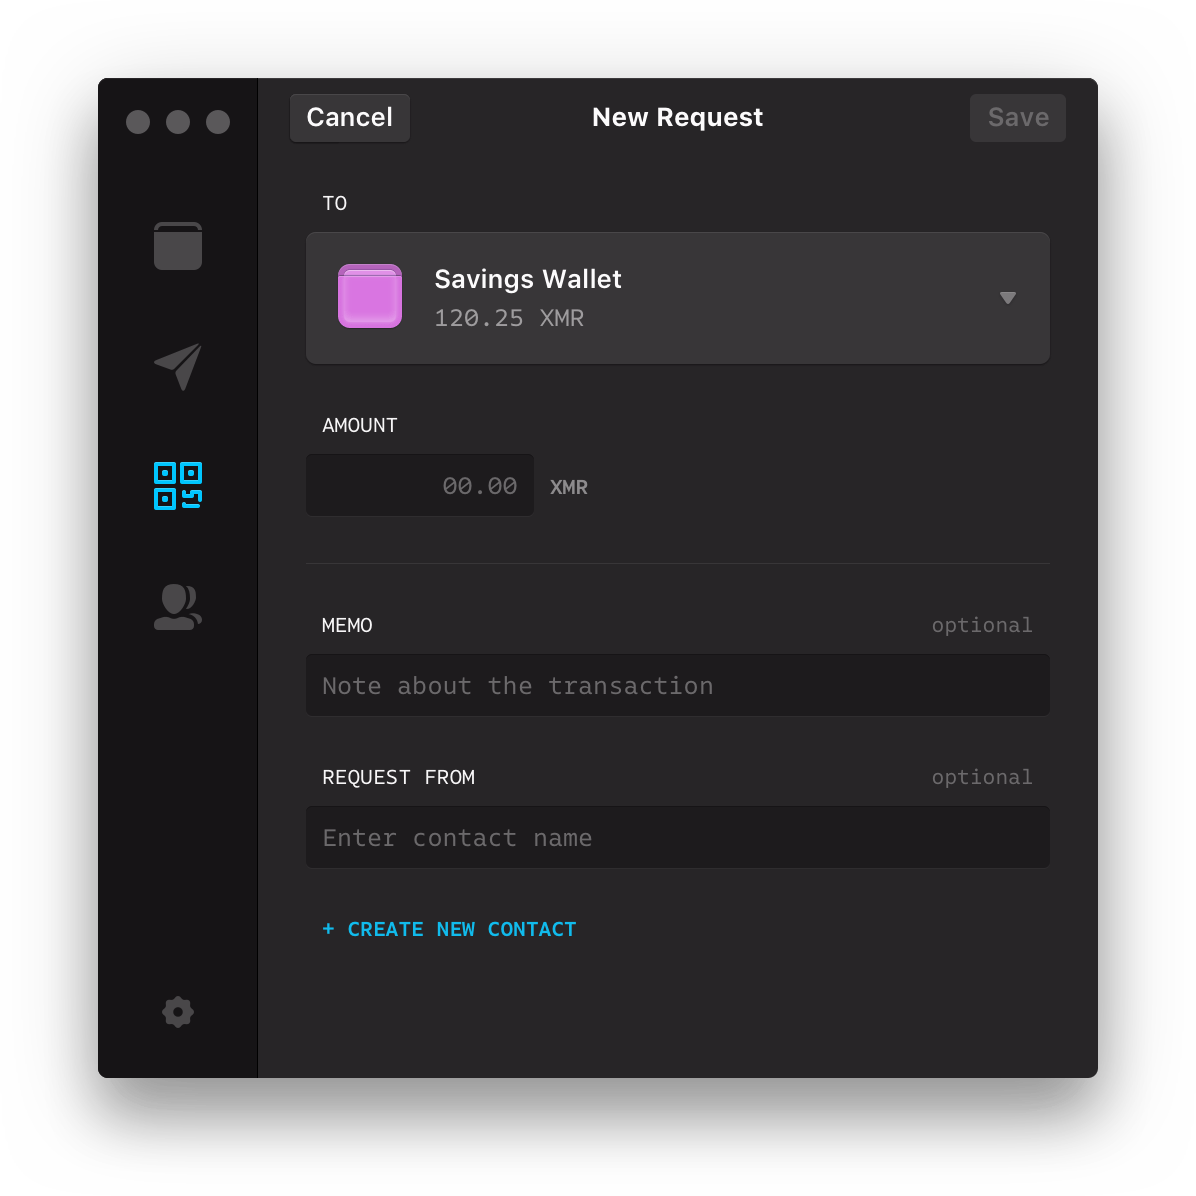 Cancel New Request Save
TO
Savings Wallet
120.25 XMR
AMOUNT
00.00 XMR
MEMO optional
Note about the transaction
REQUEST FROM optional
Enter contact name
+ CREATE NEW CONTACT